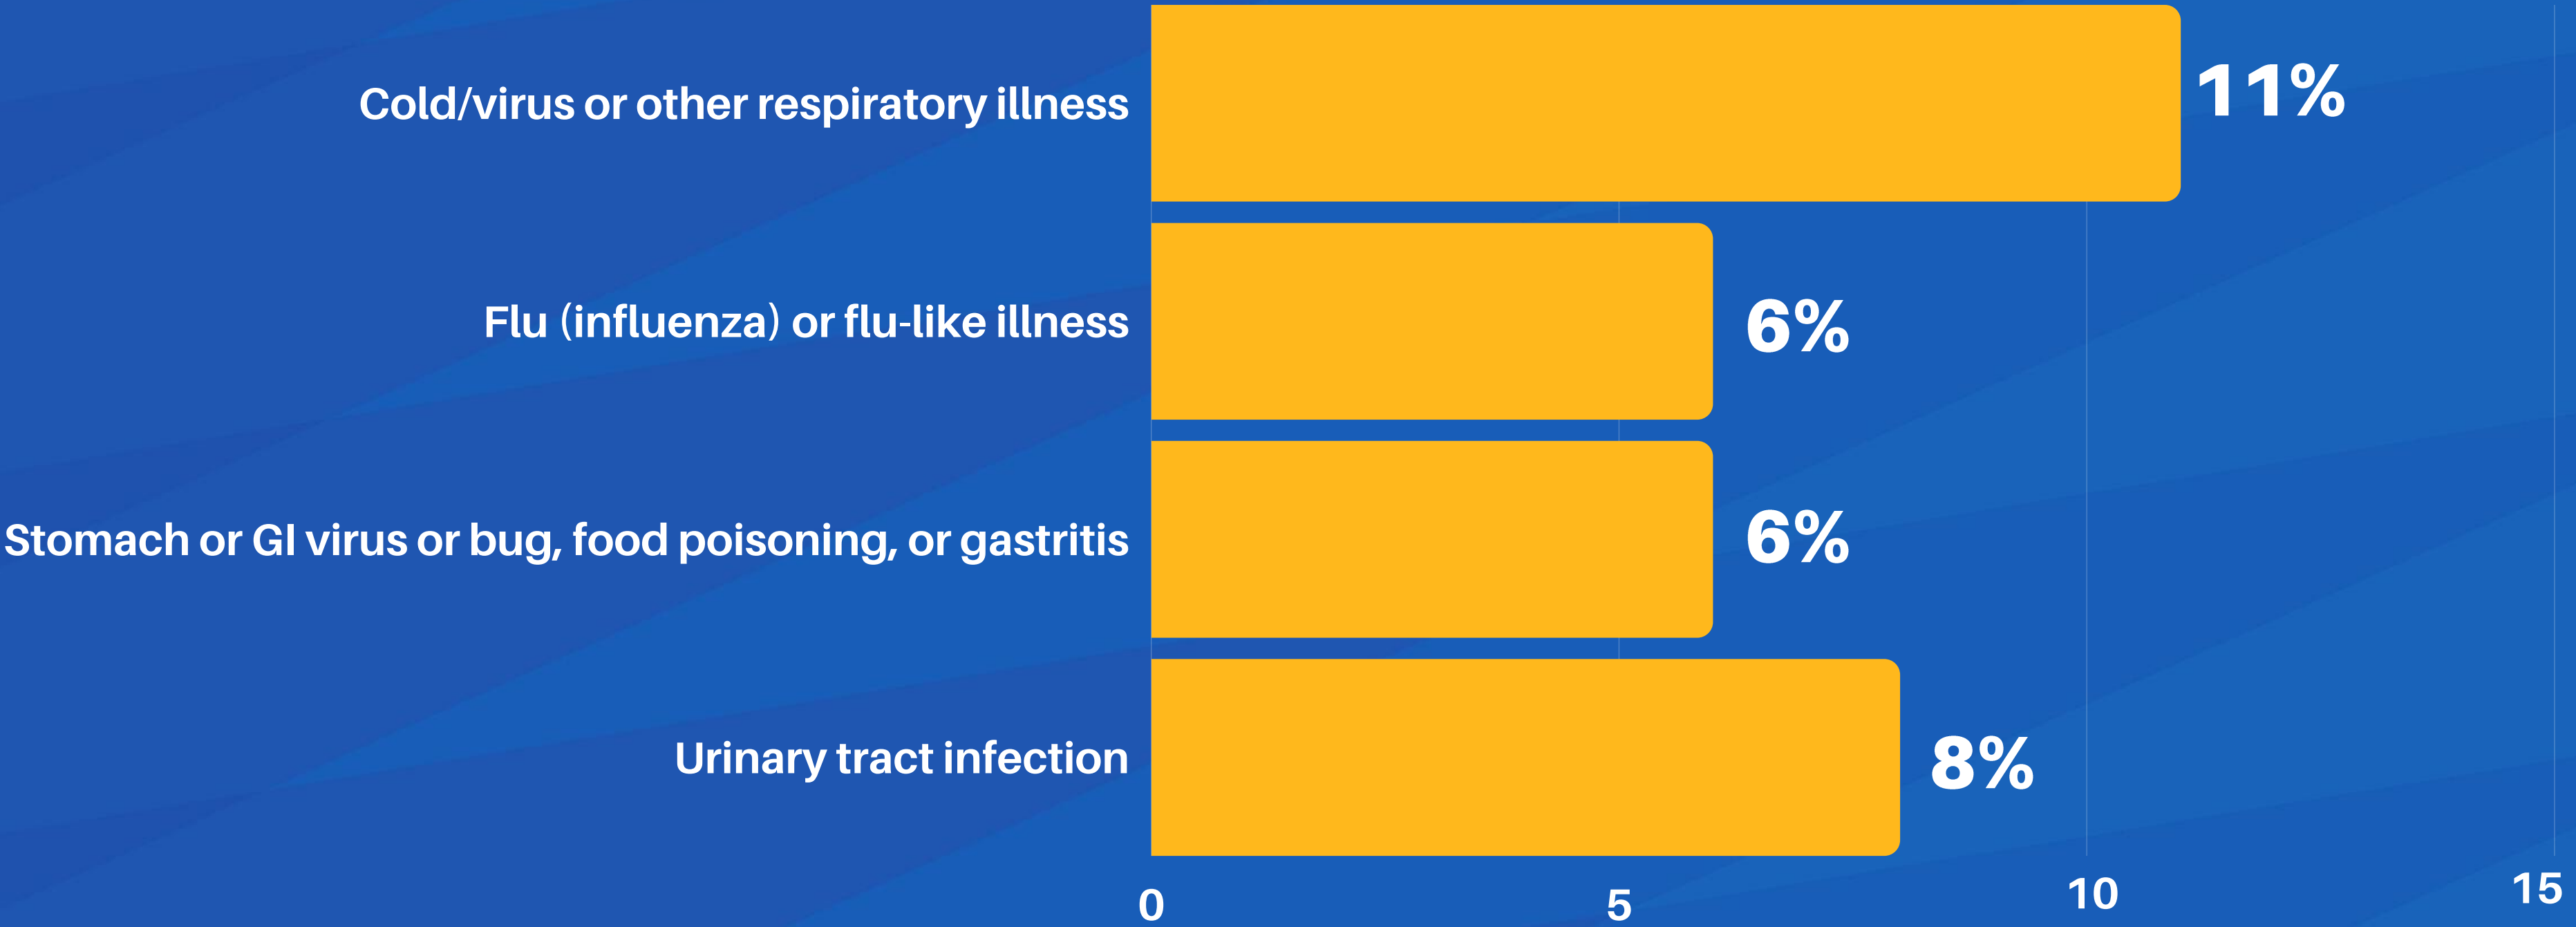 Cold/virus or other respiratory illness
11%
Flu (influenza) or flu-like illness
6%
Stomach or GI virus or bug, food poisoning, or gastritis
6%
Urinary tract infection
8%
0
5
10
15